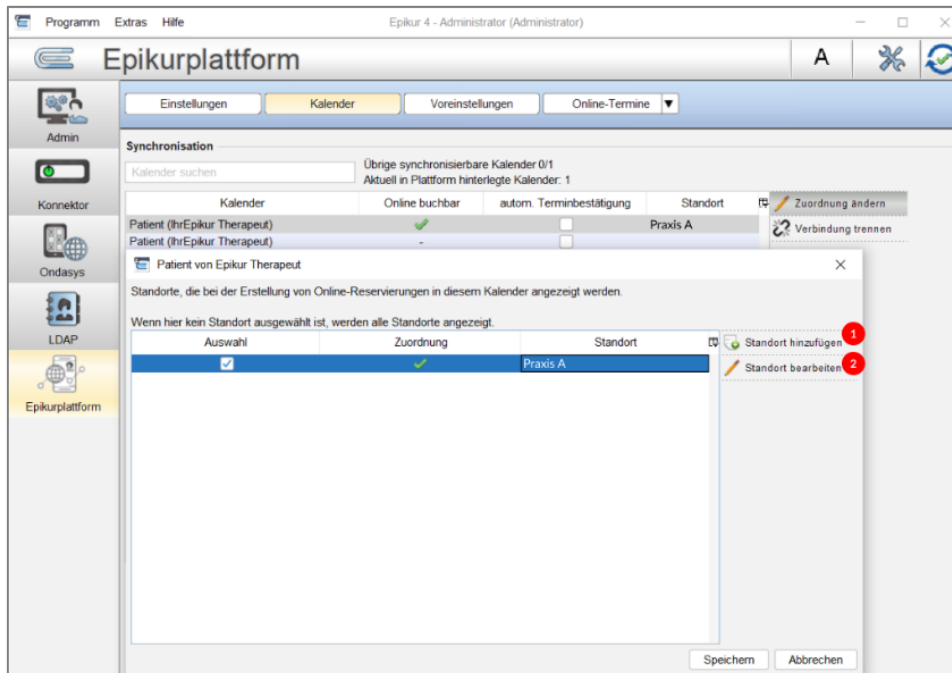 Programm Extras Hilfe Epikur 4 - Administrator (Administrator)
Epikurplattform A
Admin
Konnektor
Ondasys
LDAP
Epikurplattform
Einstellungen Kalender Voreinstellungen Online-Termine
Synchronisation
Kalender suchen
Übrige synchronisierbare Kalender 0/1
Aktuell in Plattform hinterlegte Kalender: 1
Kalender Online buchbar autom. Terminbestätigung Standort
Patient (IhrEpikur Therapeut) Praxis A
Patient (IhrEpikur Therapeut) -
Zuordnung ändern
Verbindung trennen
Patient von Epikur Therapeut
Standorte, die bei der Erstellung von Online-Reservierungen in diesem Kalender angezeigt werden.
Wenn hier kein Standort ausgewählt ist, werden alle Standorte angezeigt.
Auswahl Zuordnung Standort
Praxis A
Standort hinzufügen 1
Standort bearbeiten 2
Speichern Abbrechen